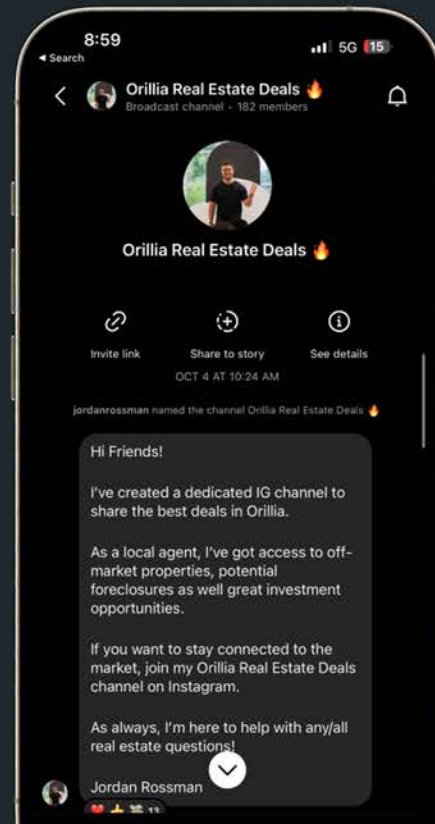 8:59
5G 15
Search
Orillia Real Estate Deals 🔥
Broadcast channel · 182 members
Orillia Real Estate Deals 🔥
Invite link
Share to story
See details
OCT 4 AT 10:24 AM
jordanrossman named the channel Orillia Real Estate Deals 🔥
Hi Friends!
I've created a dedicated IG channel to
share the best deals in Orillia.
As a local agent, I've got access to off-
market properties, potential
foreclosures as well great investment
opportunities.
If you want to stay connected to the
market, join my Orillia Real Estate Deals
channel on Instagram.
As always, I'm here to help with any/all
real estate questions!
Jordan Rossman
13